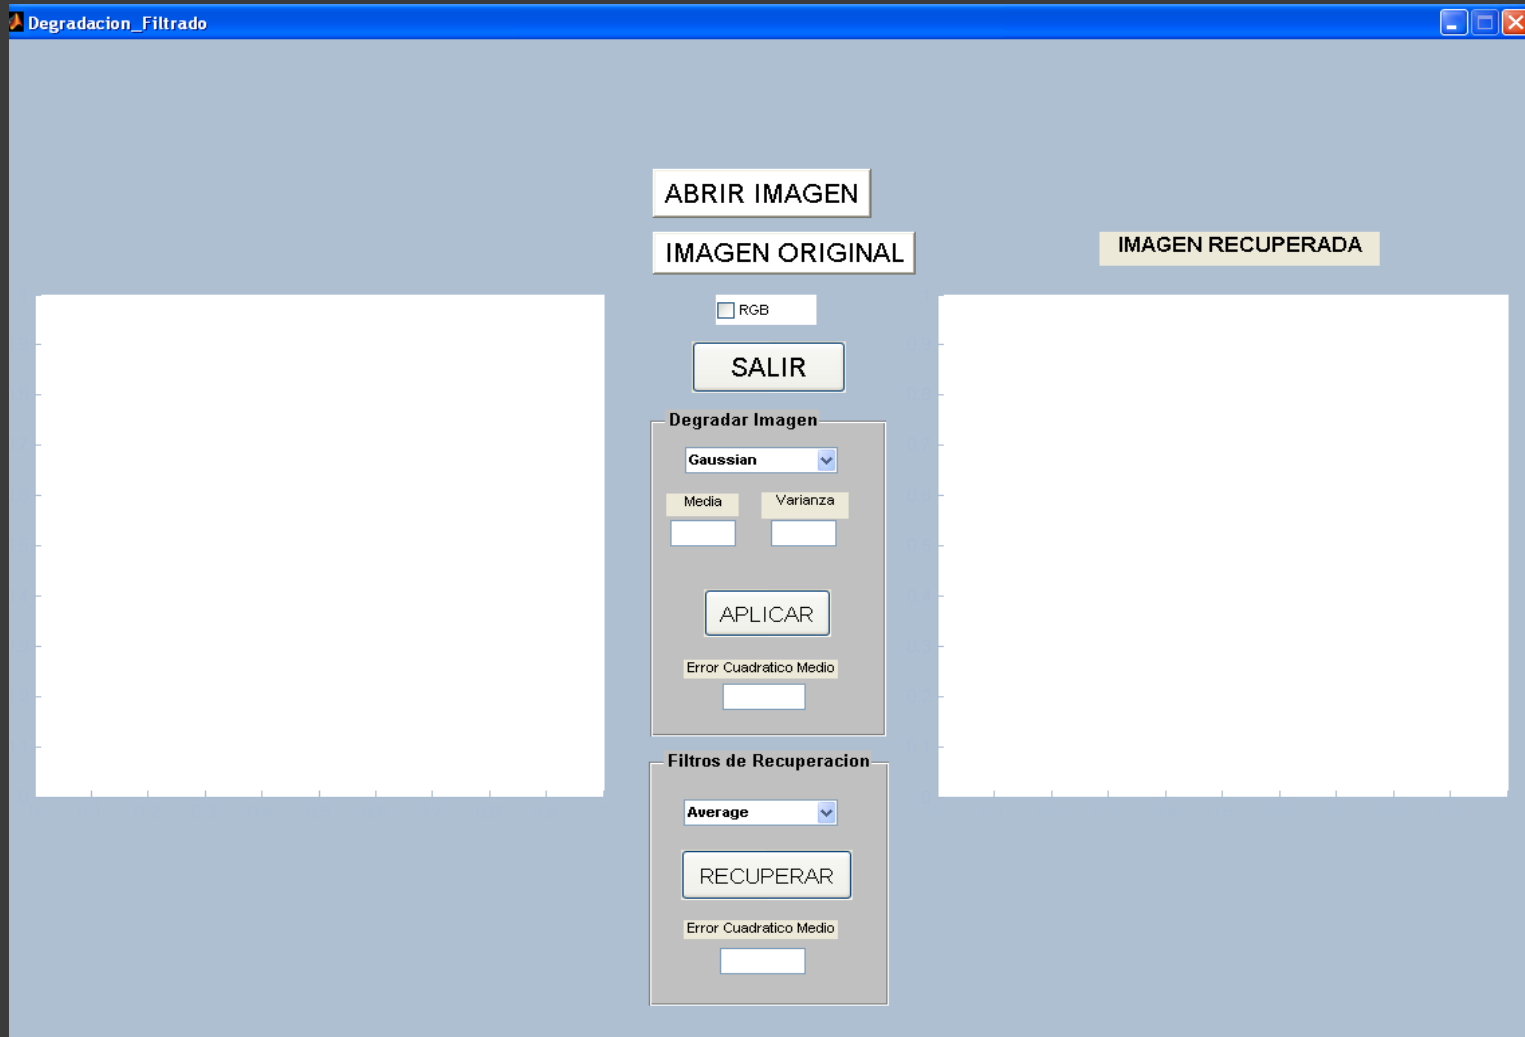 Degradacion_Filtrado
ABRIR IMAGEN
IMAGEN ORIGINAL
IMAGEN RECUPERADA
RGB
SALIR
Degradar Imagen
Gaussian
Media Varianza
APLICAR
Error Cuadratico Medio
Filtros de Recuperacion
Average
RECUPERAR
Error Cuadratico Medio